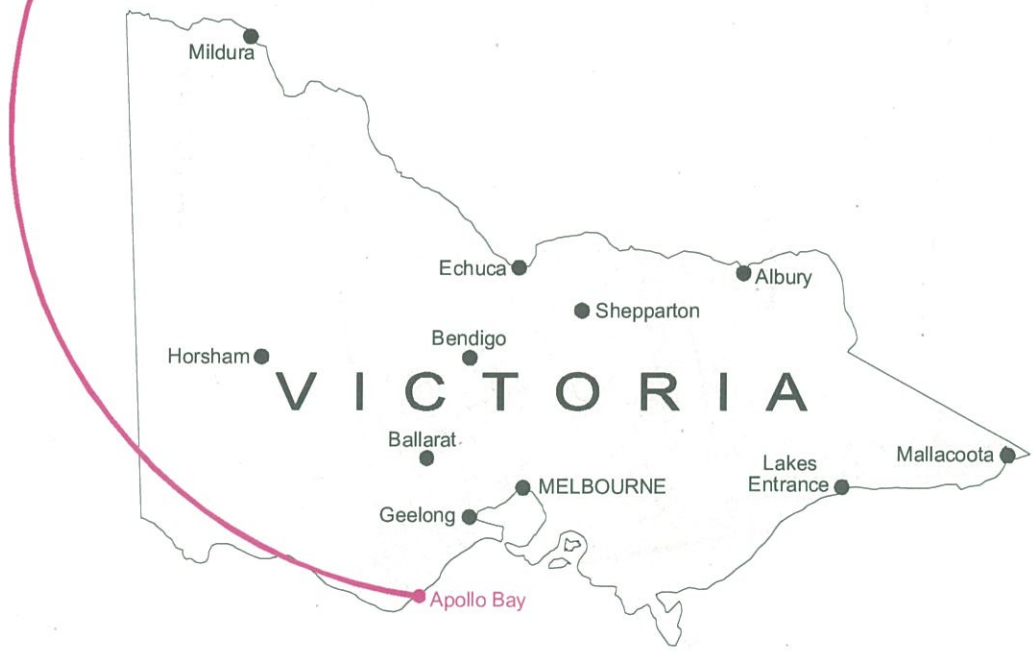 Mildura
Echuca
Albury
Shepparton
Bendigo
Horsham
VICTORIA
Ballarat
Mallacoota
Lakes
Entrance
MELBOURNE
Geelong
Apollo Bay